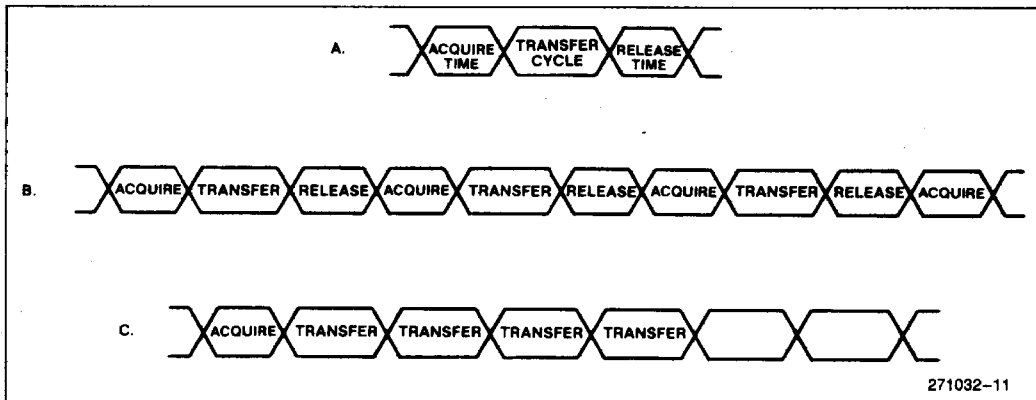 A.
ACQUIRE TIME
TRANSFER CYCLE
RELEASE TIME
B.
ACQUIRE TRANSFER RELEASE ACQUIRE TRANSFER RELEASE ACQUIRE TRANSFER RELEASE ACQUIRE
C.
ACQUIRE TRANSFER TRANSFER TRANSFER TRANSFER
271032-11